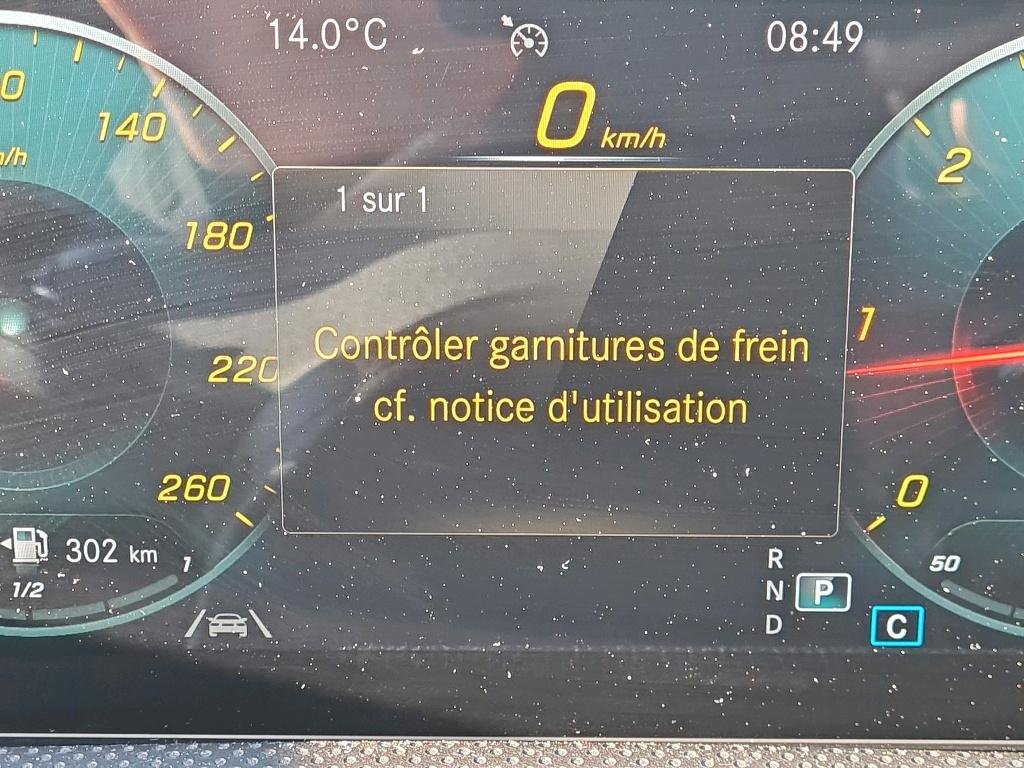 14.0°C
08:49
0 km/h
140
2
1 sur 1
180
1
Contrôler garnitures de frein
220
cf. notice d'utilisation
260
0
302 km
1
1/2
50
R
N
P
D
C